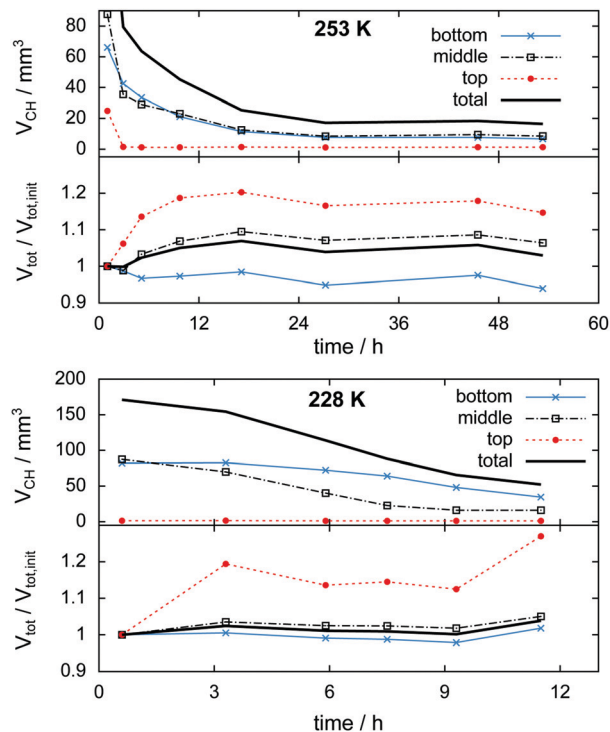 253 K
bottom
middle
top
total
V_CH / mm³
80
60
40
20
0
V_tot / V_tot,init
1.2
1.1
1
0.9
0 12 24 36 48 60
time / h
228 K
bottom
middle
top
total
V_CH / mm³
200
150
100
50
0
V_tot / V_tot,init
1.2
1.1
1
0.9
0 3 6 9 12
time / h